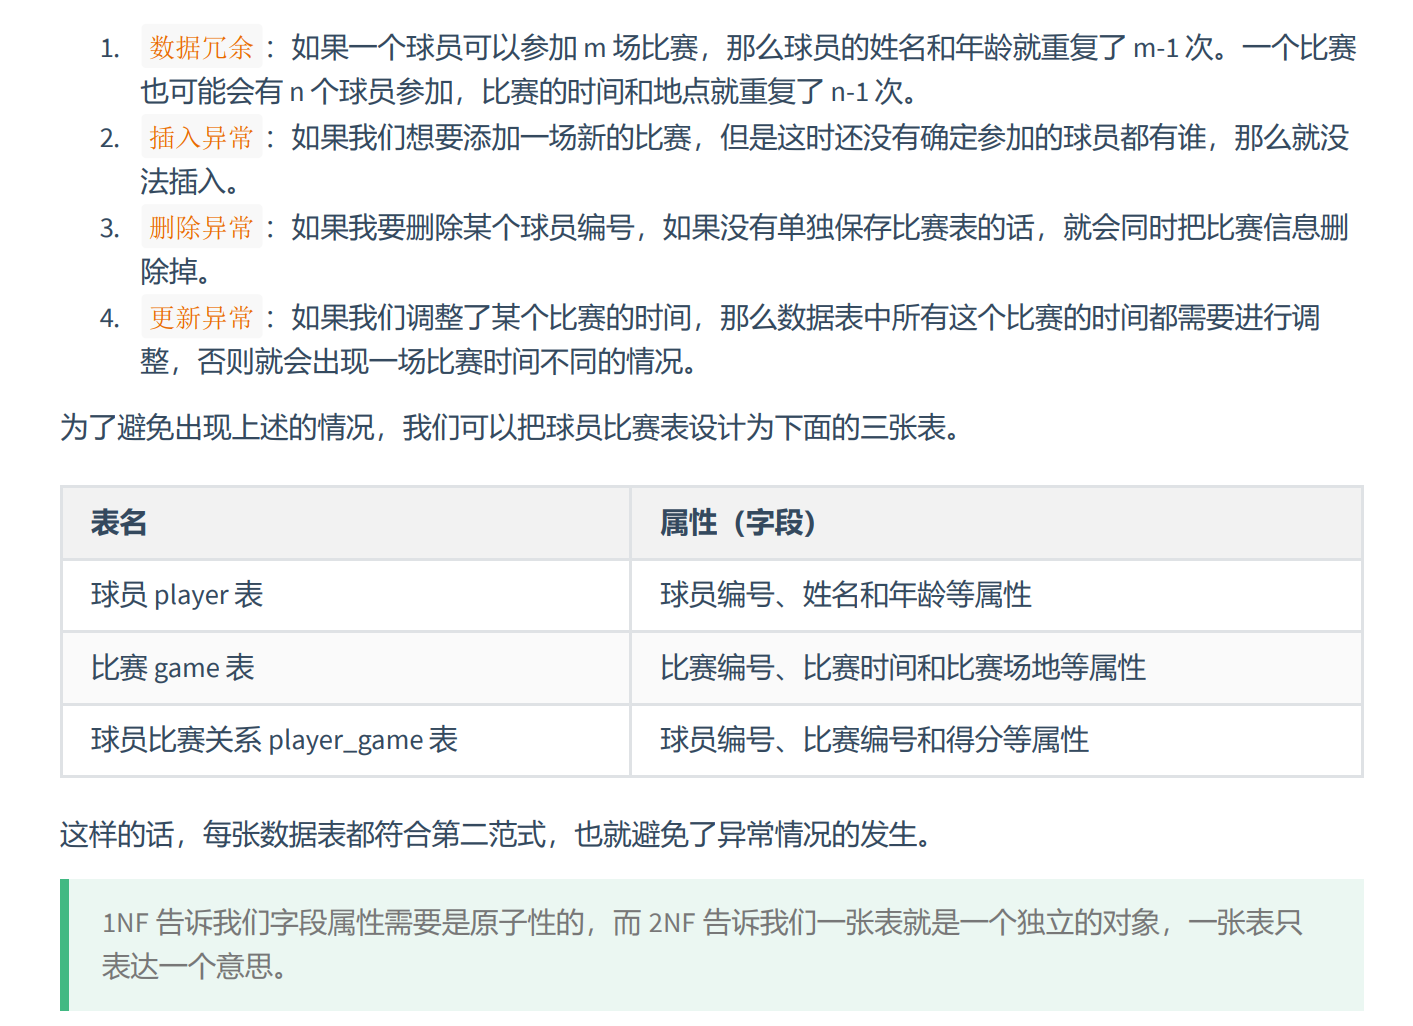 1. 数据冗余：如果一个球员可以参加 m 场比赛，那么球员的姓名和年龄就重复了 m-1 次。一个比赛
也可能会有 n 个球员参加，比赛的时间和地点就重复了 n-1 次。
2. 插入异常：如果我们想要添加一场新的比赛，但是这时还没有确定参加的球员都有谁，那么就没
法插入。
3. 删除异常：如果我要删除某个球员编号，如果没有单独保存比赛表的话，就会同时把比赛信息删
除掉。
4. 更新异常：如果我们调整了某个比赛的时间，那么数据表中所有这个比赛的时间都需要进行调
整，否则就会出现一场比赛时间不同的情况。
为了避免出现上述的情况，我们可以把球员比赛表设计为下面的三张表。
表名 属性（字段）
球员 player 表 球员编号、姓名和年龄等属性
比赛 game 表 比赛编号、比赛时间和比赛场地等属性
球员比赛关系 player_game 表 球员编号、比赛编号和得分等属性
这样的话，每张数据表都符合第二范式，也就避免了异常情况的发生。
1NF 告诉我们字段属性需要是原子性的，而 2NF 告诉我们一张表就是一个独立的对象，一张表只
表达一个意思。